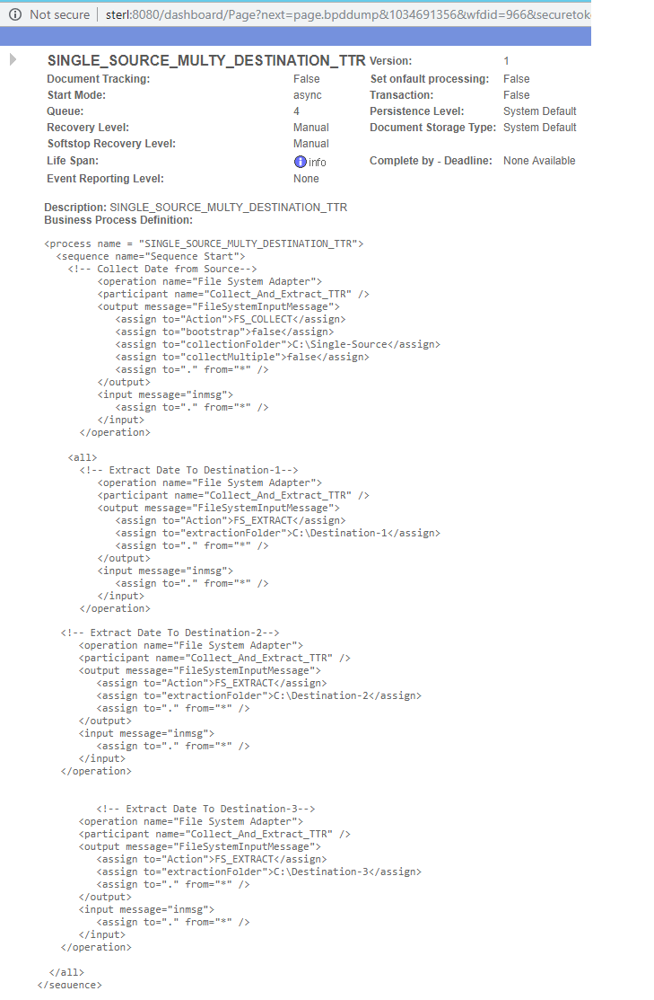 Not secure | sterl:8080/dashboard/Page?next=page.bpddump&1034691356&wfdid=966&securetok
SINGLE_SOURCE_MULTY_DESTINATION_TTR Version: 1
Document Tracking: False Set onfault processing: False
Start Mode: async Transaction: False
Queue: 4 Persistence Level: System Default
Recovery Level: Manual Document Storage Type: System Default
Softstop Recovery Level: Manual
Life Span: info Complete by - Deadline: None Available
Event Reporting Level: None
Description: SINGLE_SOURCE_MULTY_DESTINATION_TTR
Business Process Definition:
<process name = "SINGLE_SOURCE_MULTY_DESTINATION_TTR">
<sequence name="Sequence Start">
<!-- Collect Date from Source-->
<operation name="File System Adapter">
<participant name="Collect_And_Extract_TTR" />
<output message="FileSystemInputMessage">
<assign to="Action">FS_COLLECT</assign>
<assign to="bootstrap">false</assign>
<assign to="collectionFolder">C:\Single-Source</assign>
<assign to="collectMultiple">false</assign>
<assign to="." from="*" />
</output>
<input message="inmsg">
<assign to="." from="*" />
</input>
</operation>
<all>
<!-- Extract Date To Destination-1-->
<operation name="File System Adapter">
<participant name="Collect_And_Extract_TTR" />
<output message="FileSystemInputMessage">
<assign to="Action">FS_EXTRACT</assign>
<assign to="extractionFolder">C:\Destination-1</assign>
<assign to="." from="*" />
</output>
<input message="inmsg">
<assign to="." from="*" />
</input>
</operation>
<!-- Extract Date To Destination-2-->
<operation name="File System Adapter">
<participant name="Collect_And_Extract_TTR" />
<output message="FileSystemInputMessage">
<assign to="Action">FS_EXTRACT</assign>
<assign to="extractionFolder">C:\Destination-2</assign>
<assign to="." from="*" />
</output>
<input message="inmsg">
<assign to="." from="*" />
</input>
</operation>
<!-- Extract Date To Destination-3-->
<operation name="File System Adapter">
<participant name="Collect_And_Extract_TTR" />
<output message="FileSystemInputMessage">
<assign to="Action">FS_EXTRACT</assign>
<assign to="extractionFolder">C:\Destination-3</assign>
<assign to="." from="*" />
</output>
<input message="inmsg">
<assign to="." from="*" />
</input>
</operation>
</all>
</sequence>